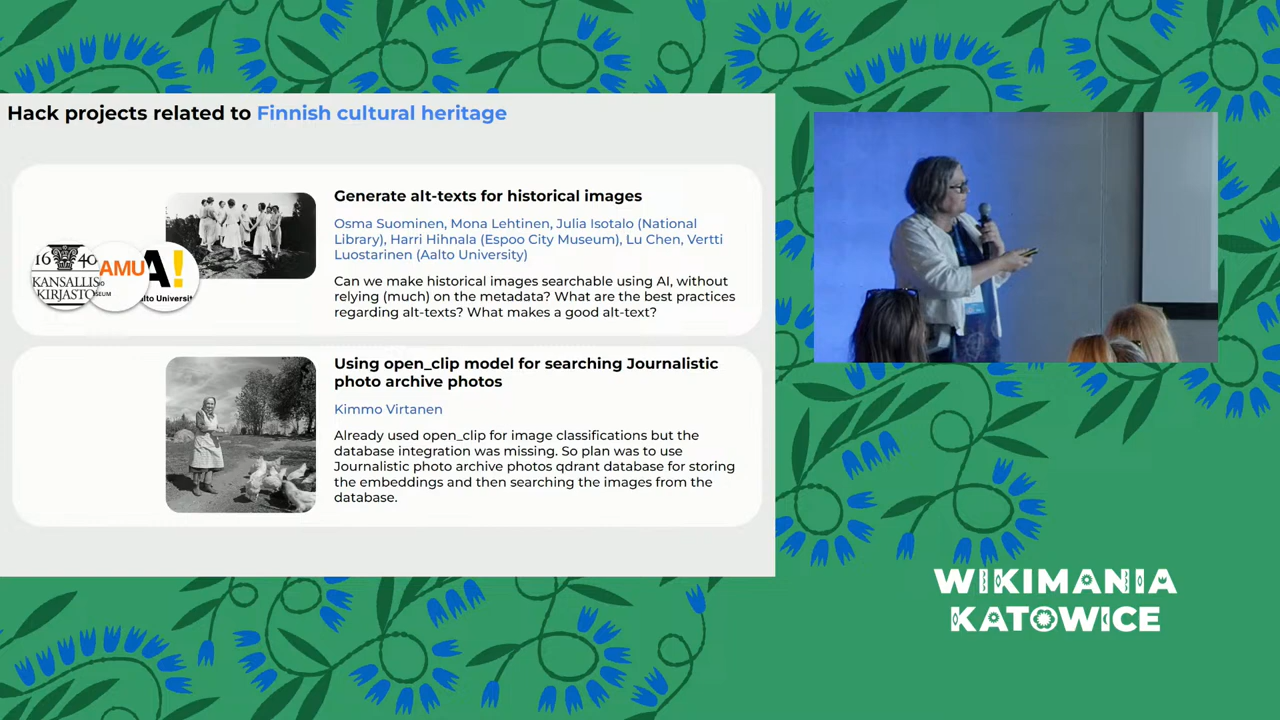 Hack projects related to Finnish cultural heritage
Generate alt-texts for historical images
Osma Suominen, Mona Lehtinen, Julia Isotalo (National
Library), Harri Hihnala (Espoo City Museum), Lu Chen, Vertti
Luostarinen (Aalto University)
Can we make historical images searchable using AI, without
relying (much) on the metadata? What are the best practices
regarding alt-texts? What makes a good alt-text?
1640
KANSALLIS
KIRJASTO
AMU
A!
alto Universit
Using open_clip model for searching Journalistic
photo archive photos
Kimmo Virtanen
Already used open_clip for image classifications but the
database integration was missing. So plan was to use
Journalistic photo archive photos qdrant database for storing
the embeddings and then searching the images from the
database.
WIKIMANIA
KATOWICE